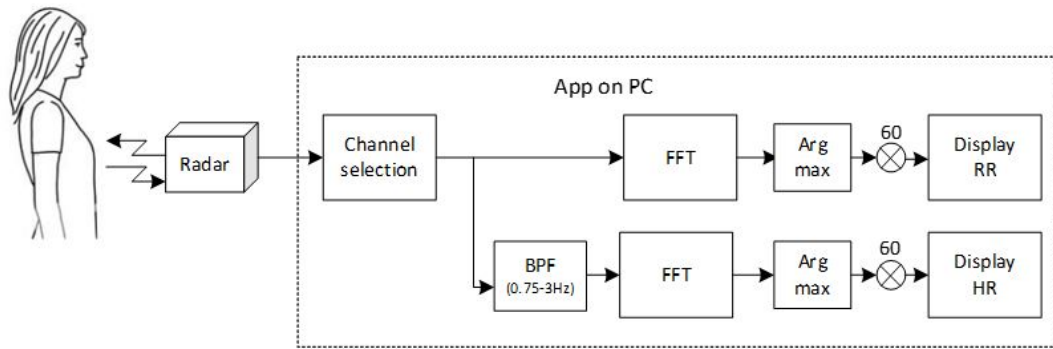 App on PC
Radar
Channel
selection
FFT
Arg
max
60
Display
RR
BPF
(0.75-3Hz)
FFT
Arg
max
60
Display
HR